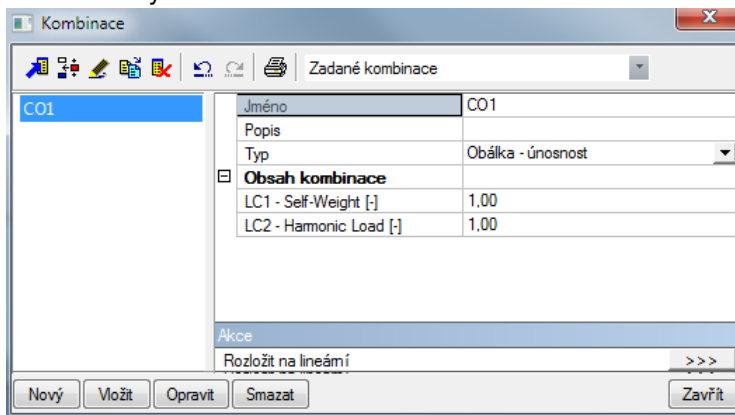 Kombinace
Zadané kombinace
CO1
Jméno CO1
Popis
Typ Obálka - únosnost
Obsah kombinace
LC1 - Self-Weight [-] 1,00
LC2 - Harmonic Load [-] 1,00
Akce
Rozložit na lineární >>>
Nový Vložit Opravit Smazat Zavřít